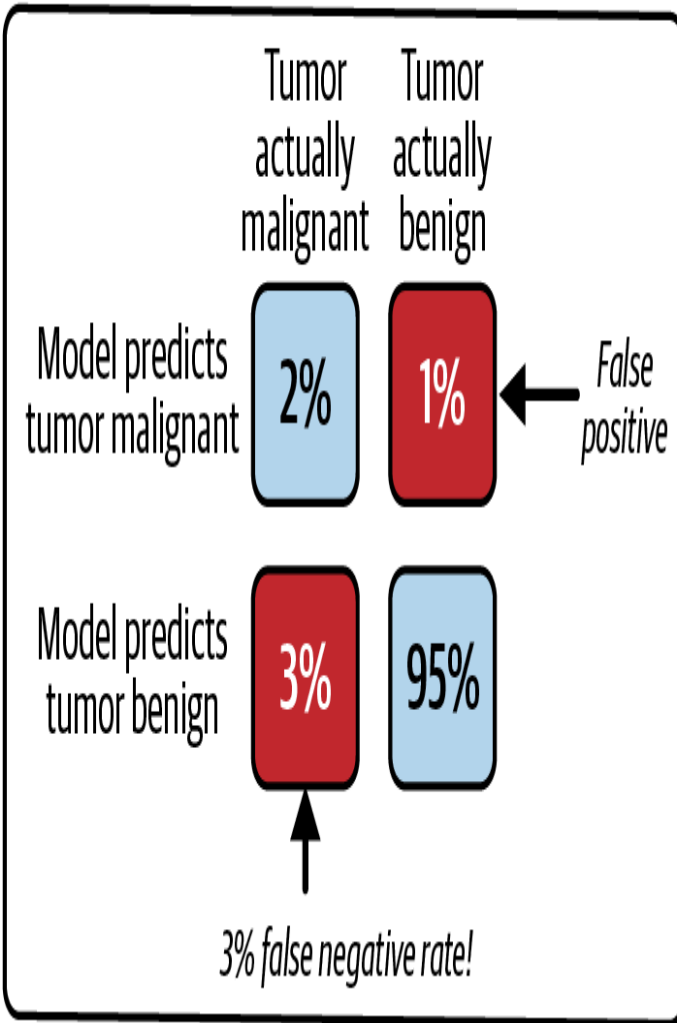 Tumor
actually
malignant
Tumor
actually
benign
Model predicts
tumor malignant
2%
1%
False
positive
Model predicts
tumor benign
3%
95%
3% false negative rate!